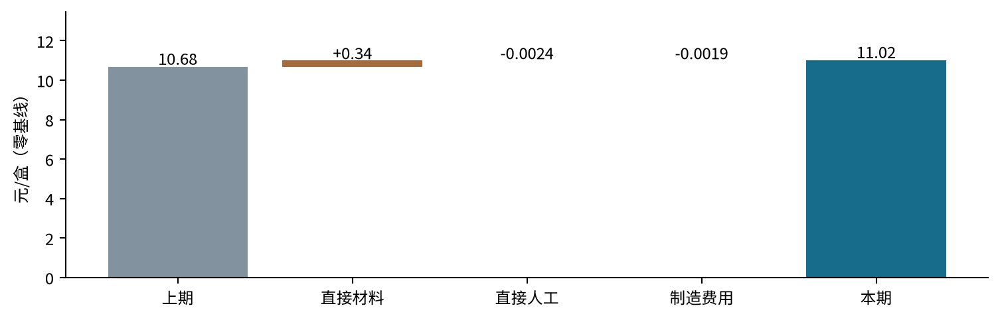 元/盒（零基线）
12
10
8
6
4
2
0
10.68
+0.34
-0.0024
-0.0019
11.02
上期
直接材料
直接人工
制造费用
本期